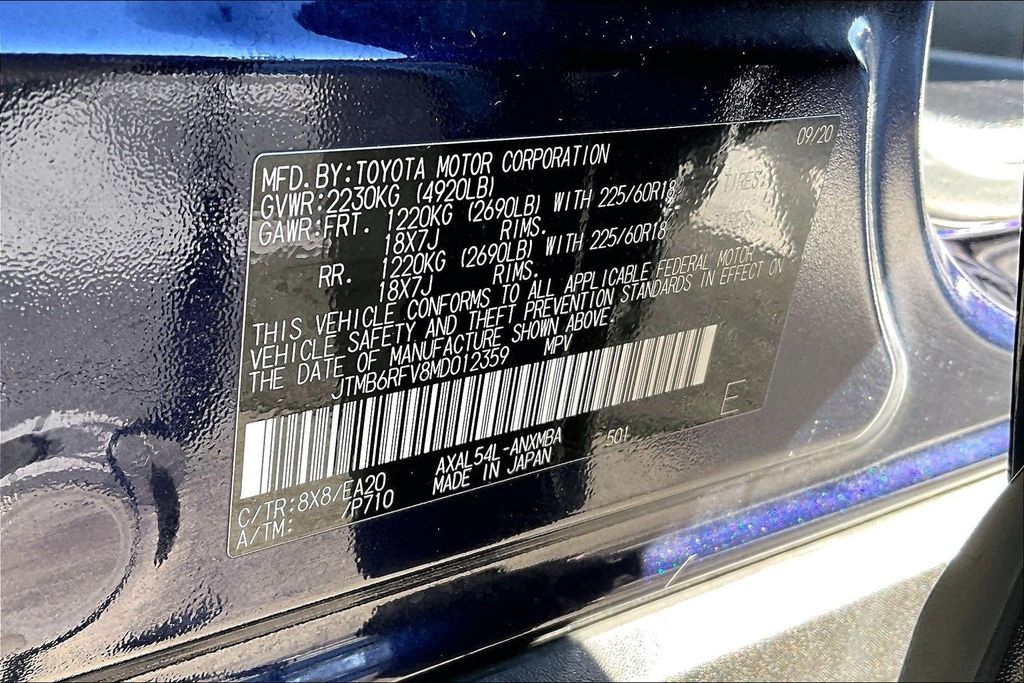 09/20
MFD. BY: TOYOTA MOTOR CORPORATION
GVWR: 2230KG (4920LB)
GAWR: FRT. 1220KG (2690LB) WITH 225/60R18 TIRES,
18X7J RIMS.
RR. 1220KG (2690LB) WITH 225/60R18 TIRES,
18X7J RIMS.
THIS VEHICLE CONFORMS TO ALL APPLICABLE FEDERAL MOTOR
VEHICLE SAFETY AND THEFT PREVENTION STANDARDS IN EFFECT ON
THE DATE OF MANUFACTURE SHOWN ABOVE.
JTMB6RFV8MD012359 MPV
E
C/TR: 8X8/EA20 AXAL54L-ANXMBA 501
A/TM: /P710 MADE IN JAPAN